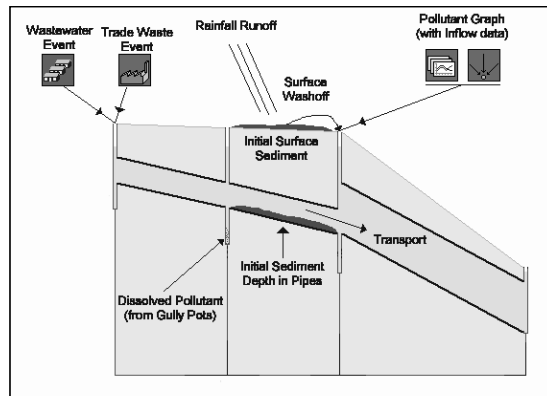 Wastewater
Event
Trade Waste
Event
Rainfall Runoff
Pollutant Graph
(with Inflow data)
Surface
Washoff
Initial Surface
Sediment
Transport
Initial Sediment
Depth in Pipes
Dissolved Pollutant
(from Gully Pots)